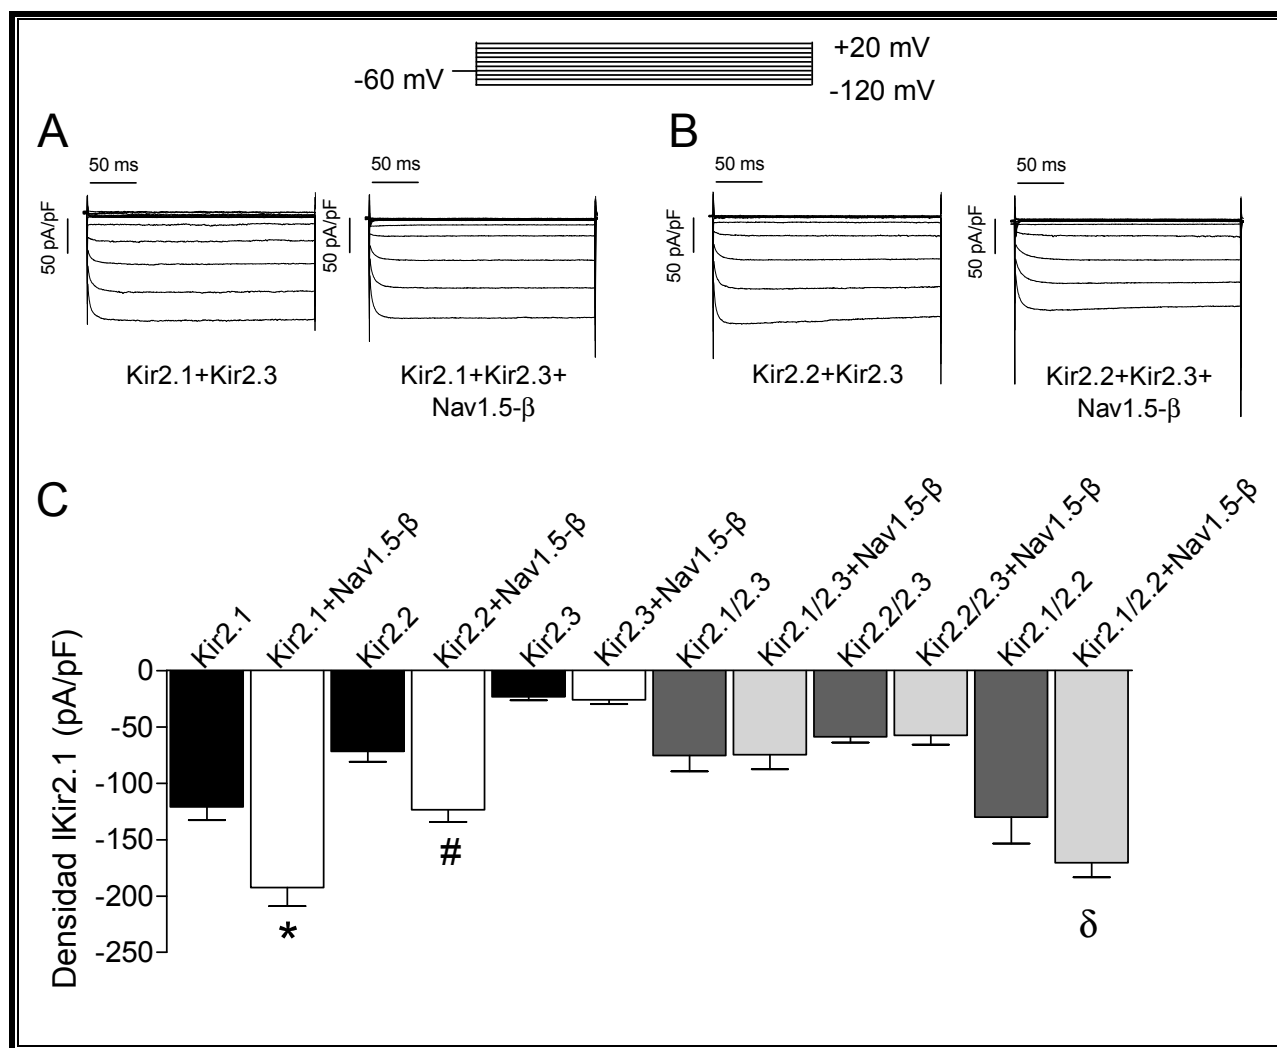 +20 mV
-60 mV
-120 mV
A
B
50 ms
50 ms
50 ms
50 ms
50 pA/pF
50 pA/pF
50 pA/pF
50 pA/pF
Kir2.1+Kir2.3
Kir2.1+Kir2.3+
Nav1.5-β
Kir2.2+Kir2.3
Kir2.2+Kir2.3+
Nav1.5-β
C
Kir2.1
Kir2.1+Nav1.5-β
Kir2.2
Kir2.2+Nav1.5-β
Kir2.3
Kir2.3+Nav1.5-β
Kir2.1/2.3
Kir2.1/2.3+Nav1.5-β
Kir2.2/2.3
Kir2.2/2.3+Nav1.5-β
Kir2.1/2.2
Kir2.1/2.2+Nav1.5-β
Densidad IKir2.1 (pA/pF)
0
-50
-100
-150
-200
-250
*
#
δ